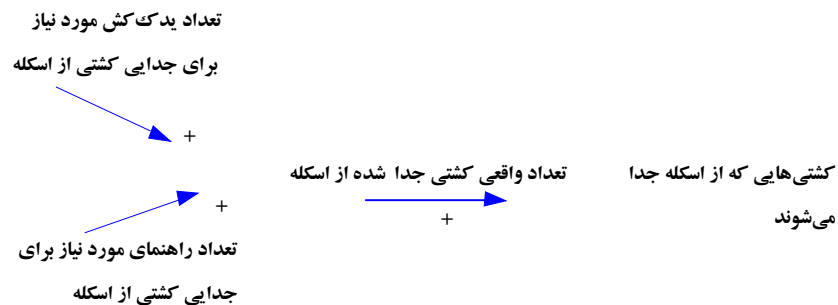 تعداد یدک‌کش مورد نیاز
برای جدایی کشتی از اسکله
+
تعداد واقعی کشتی جدا شده از اسکله
کشتی‌هایی که از اسکله جدا
می‌شوند
+
+
تعداد راهنمای مورد نیاز برای
جدایی کشتی از اسکله